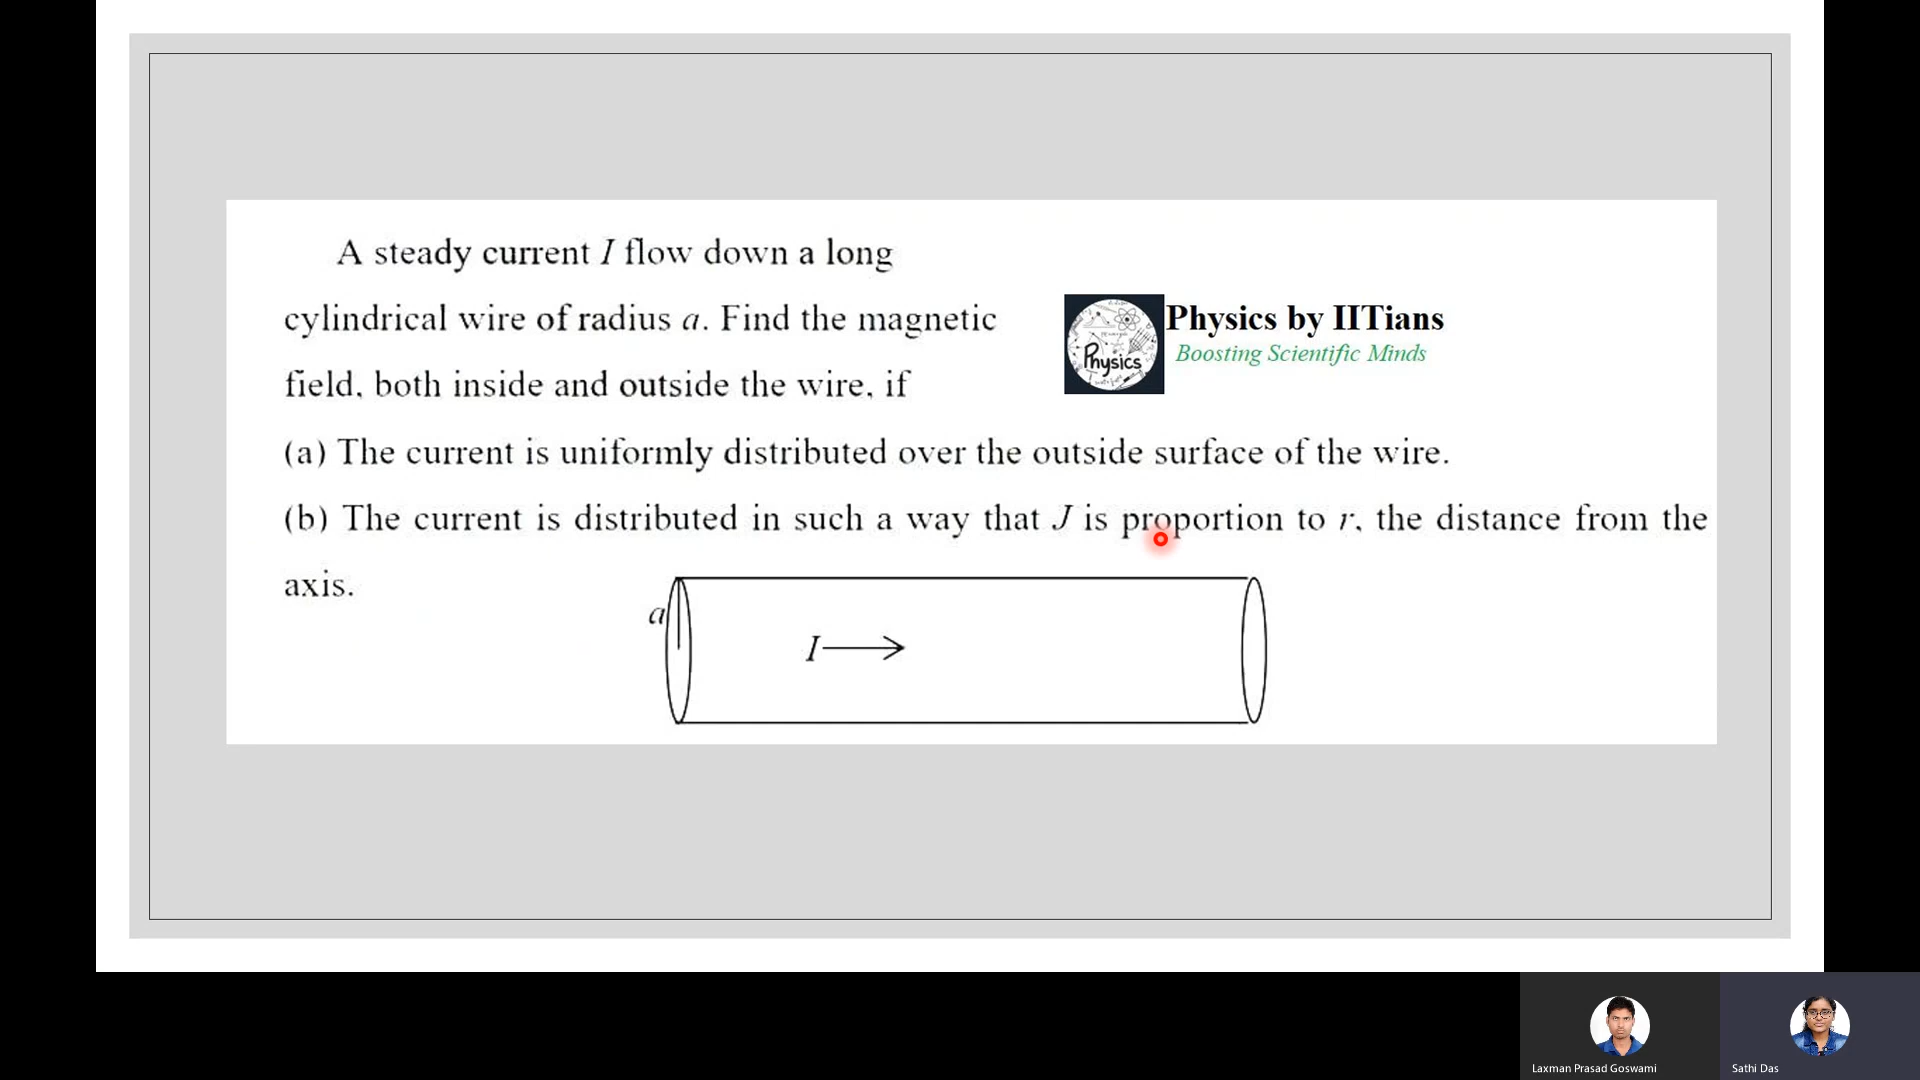 A steady current I flow down a long
cylindrical wire of radius a. Find the magnetic
field, both inside and outside the wire, if
Physics
Physics by IITians
Boosting Scientific Minds
(a) The current is uniformly distributed over the outside surface of the wire.
(b) The current is distributed in such a way that J is proportion to r, the distance from the
axis.
a
I
Laxman Prasad Goswami
Sathi Das